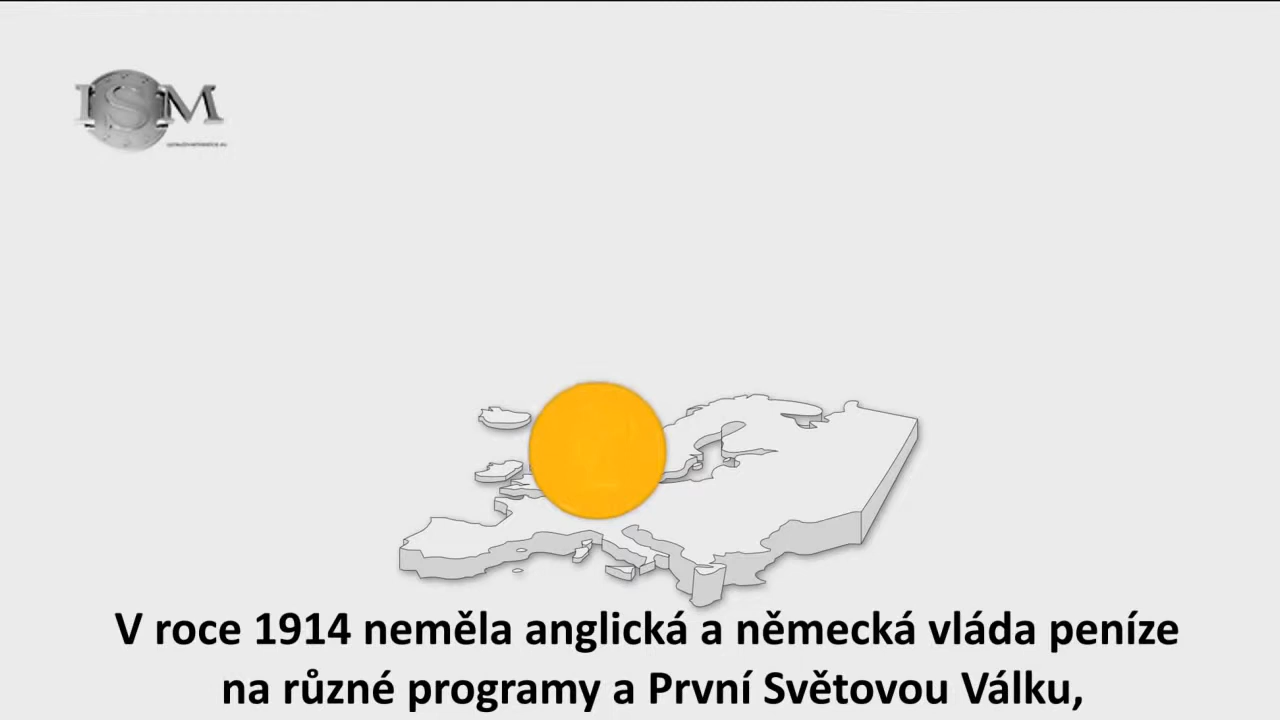 ISM
V roce 1914 neměla anglická a německá vláda peníze
na různé programy a První Světovou Válku,